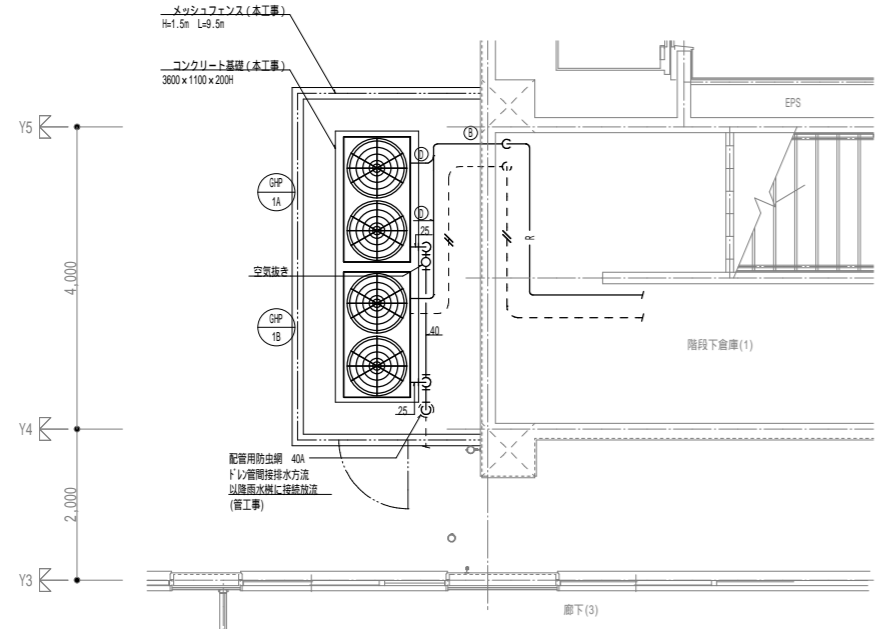 メッシュフェンス(本工事)
H=1.5m L=9.5m
コンクリート基礎(本工事)
3600x1100x200H
EPS
Y5
B
D
GHP
1A
D
25
R
4,000
空気抜き
GHP
1B
40
階段下倉庫(1)
25
Y4
配管用防虫網 40A
ドレン管間接排水方流
以降雨水桝に接続放流
(管工事)
2,000
Y3
廊下(3)